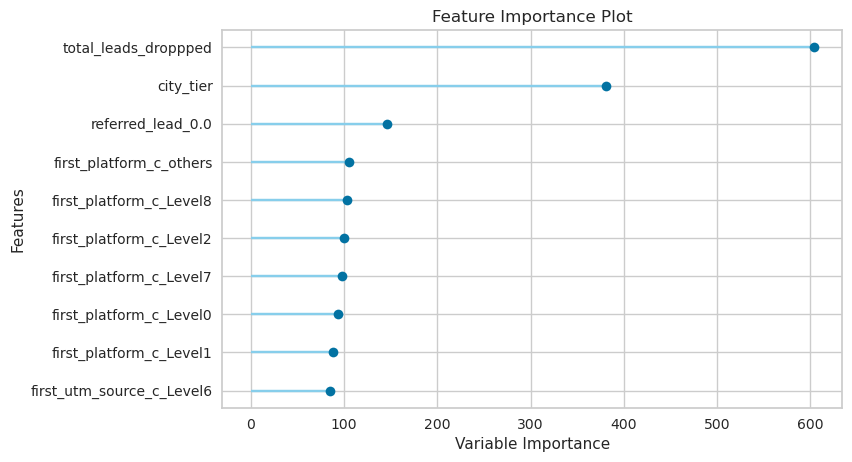 Feature Importance Plot
Features
total_leads_droppped
city_tier
referred_lead_0.0
first_platform_c_others
first_platform_c_Level8
first_platform_c_Level2
first_platform_c_Level7
first_platform_c_Level0
first_platform_c_Level1
first_utm_source_c_Level6
0 100 200 300 400 500 600
Variable Importance